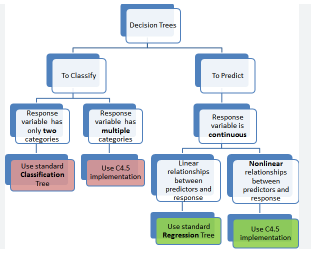 Decision Trees
To Classify
To Predict
Response
variable has
only two
categories
Response
variable has
multiple
categories
Response
variable is
continuous
Use standard
Classification
Tree
Use C4.5
implementation
Linear
relationships
between
predictors and
response
Nonlinear
relationships
between
predictors and
response
Use standard
Regression Tree
Use C4.5
implementation